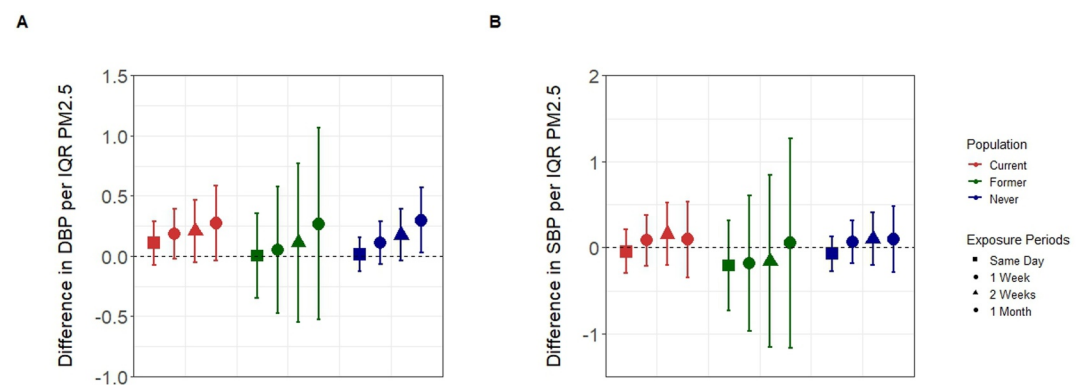 A
B
Difference in DBP per IQR PM2.5
1.5
1.0
0.5
0.0
-0.5
-1.0
Difference in SBP per IQR PM2.5
2
1
0
-1
Population
Current
Former
Never
Exposure Periods
Same Day
1 Week
2 Weeks
1 Month